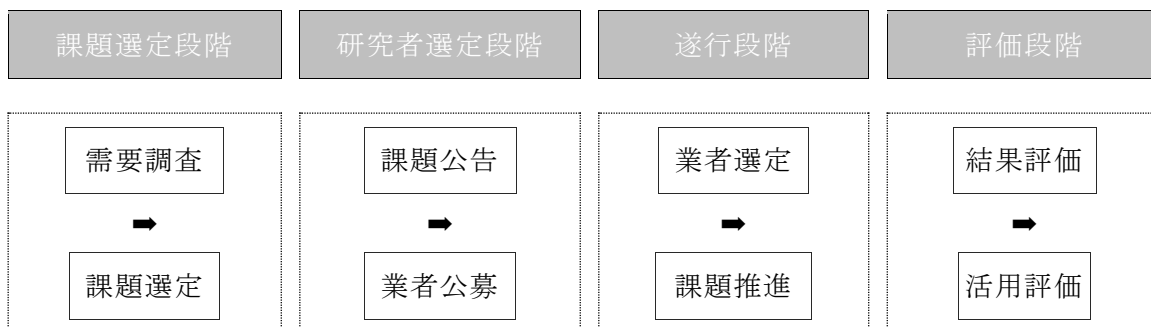 課題選定段階 研究者選定段階 遂行段階 評価段階
需要調査 課題公告 業者選定 結果評価
➡ ➡ ➡ ➡
課題選定 業者公募 課題推進 活用評価